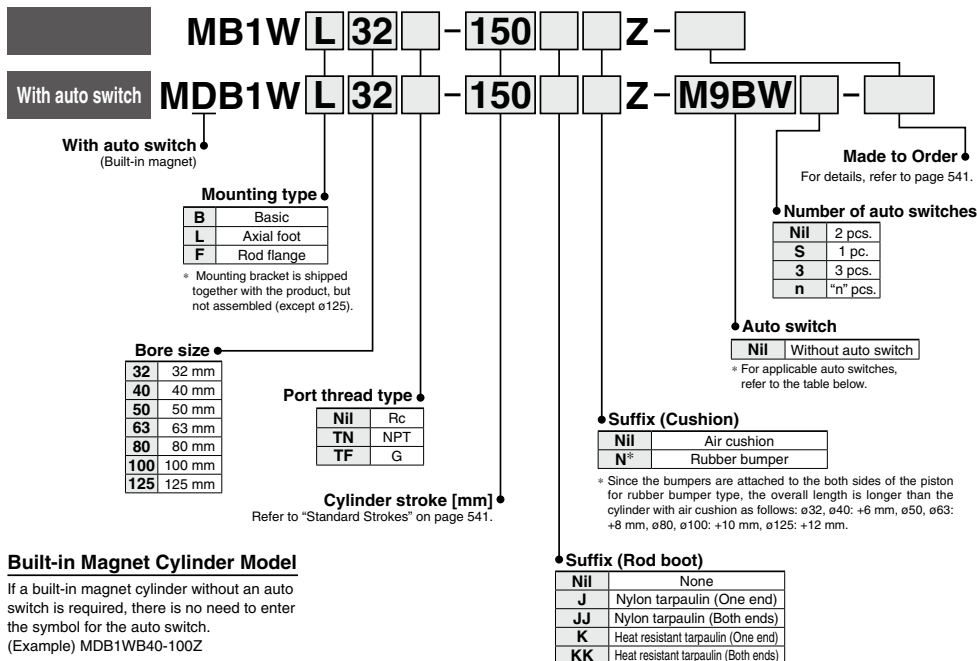 MB1W L 32 - 150 Z -
With auto switch MDB1W L 32 - 150 Z - M9BW -
With auto switch
(Built-in magnet)
Made to Order
For details, refer to page 541.
Mounting type
B Basic
L Axial foot
F Rod flange
* Mounting bracket is shipped
together with the product, but
not assembled (except ø125).
Number of auto switches
Nil 2 pcs.
S 1 pc.
3 3 pcs.
n "n" pcs.
Auto switch
Nil Without auto switch
* For applicable auto switches,
refer to the table below.
Bore size
32 32 mm
40 40 mm
50 50 mm
63 63 mm
80 80 mm
100 100 mm
125 125 mm
Port thread type
Nil Rc
TN NPT
TF G
Suffix (Cushion)
Nil Air cushion
N* Rubber bumper
* Since the bumpers are attached to the both sides of the piston
for rubber bumper type, the overall length is longer than the
cylinder with air cushion as follows: ø32, ø40: +6 mm, ø50, ø63:
+8 mm, ø80, ø100: +10 mm, ø125: +12 mm.
Cylinder stroke [mm]
Refer to "Standard Strokes" on page 541.
Built-in Magnet Cylinder Model
If a built-in magnet cylinder without an auto
switch is required, there is no need to enter
the symbol for the auto switch.
(Example) MDB1WB40-100Z
Suffix (Rod boot)
Nil None
J Nylon tarpaulin (One end)
JJ Nylon tarpaulin (Both ends)
K Heat resistant tarpaulin (One end)
KK Heat resistant tarpaulin (Both ends)